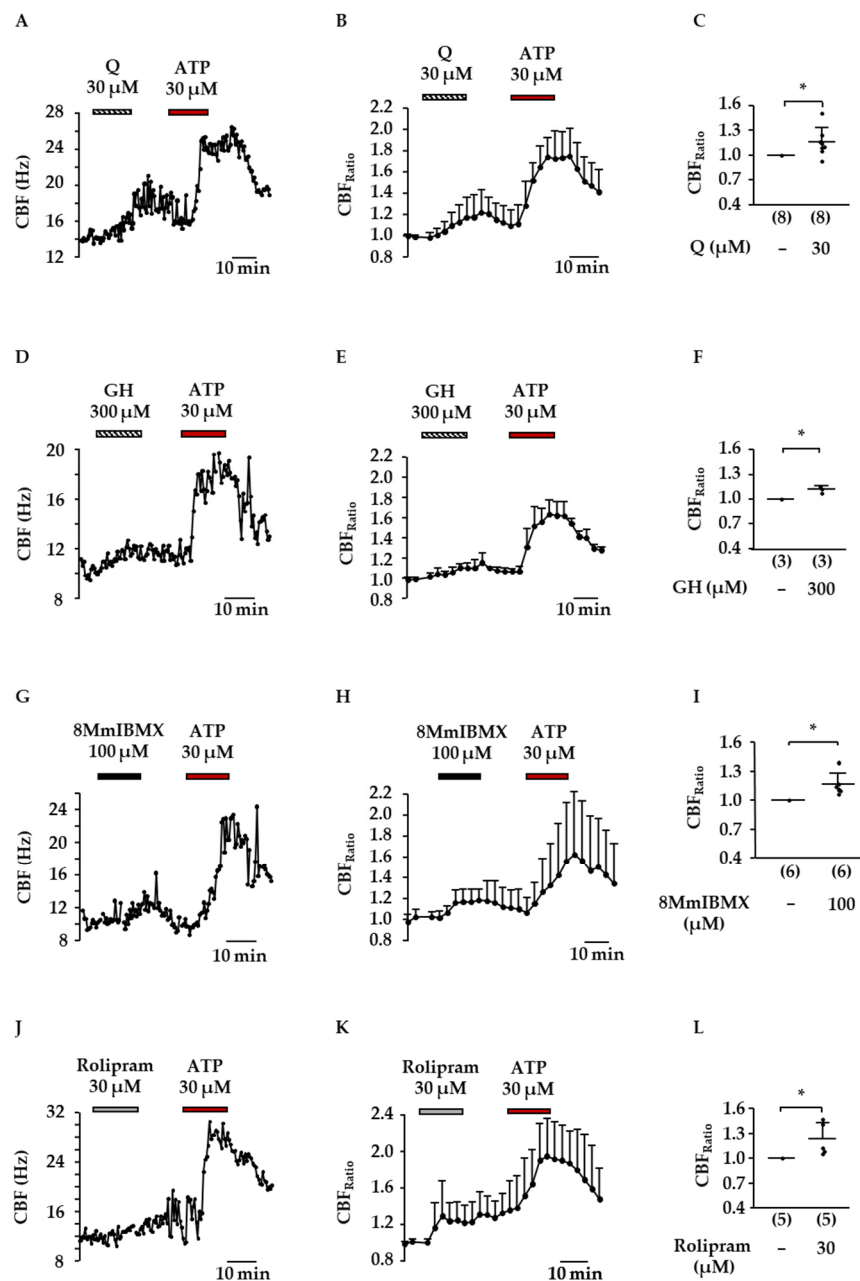 A
B
C
Q
30 µM
ATP
30 µM
28
24
20
16
12
CBF (Hz)
10 min
Q
30 µM
ATP
30 µM
2.2
2.0
1.8
1.6
1.4
1.2
1.0
0.8
CBFRatio
10 min
*
1.6
1.3
1.0
0.7
0.4
CBFRatio
(8) (8)
Q (µM) – 30
D
E
F
GH
300 µM
ATP
30 µM
20
16
12
8
CBF (Hz)
10 min
GH
300 µM
ATP
30 µM
2.2
2.0
1.8
1.6
1.4
1.2
1.0
0.8
CBFRatio
10 min
*
1.6
1.3
1.0
0.7
0.4
CBFRatio
(3) (3)
GH (µM) – 300
G
H
I
8MmIBMX
100 µM
ATP
30 µM
24
20
16
12
8
CBF (Hz)
10 min
8MmIBMX
100 µM
ATP
30 µM
2.2
2.0
1.8
1.6
1.4
1.2
1.0
0.8
CBFRatio
10 min
*
1.6
1.3
1.0
0.7
0.4
CBFRatio
(6) (6)
8MmIBMX – 100
(µM)
J
K
L
Rolipram
30 µM
ATP
30 µM
32
24
16
8
CBF (Hz)
10 min
Rolipram
30 µM
ATP
30 µM
2.4
2.0
1.6
1.2
0.8
CBFRatio
10 min
*
1.6
1.3
1.0
0.7
0.4
CBFRatio
(5) (5)
Rolipram – 30
(µM)